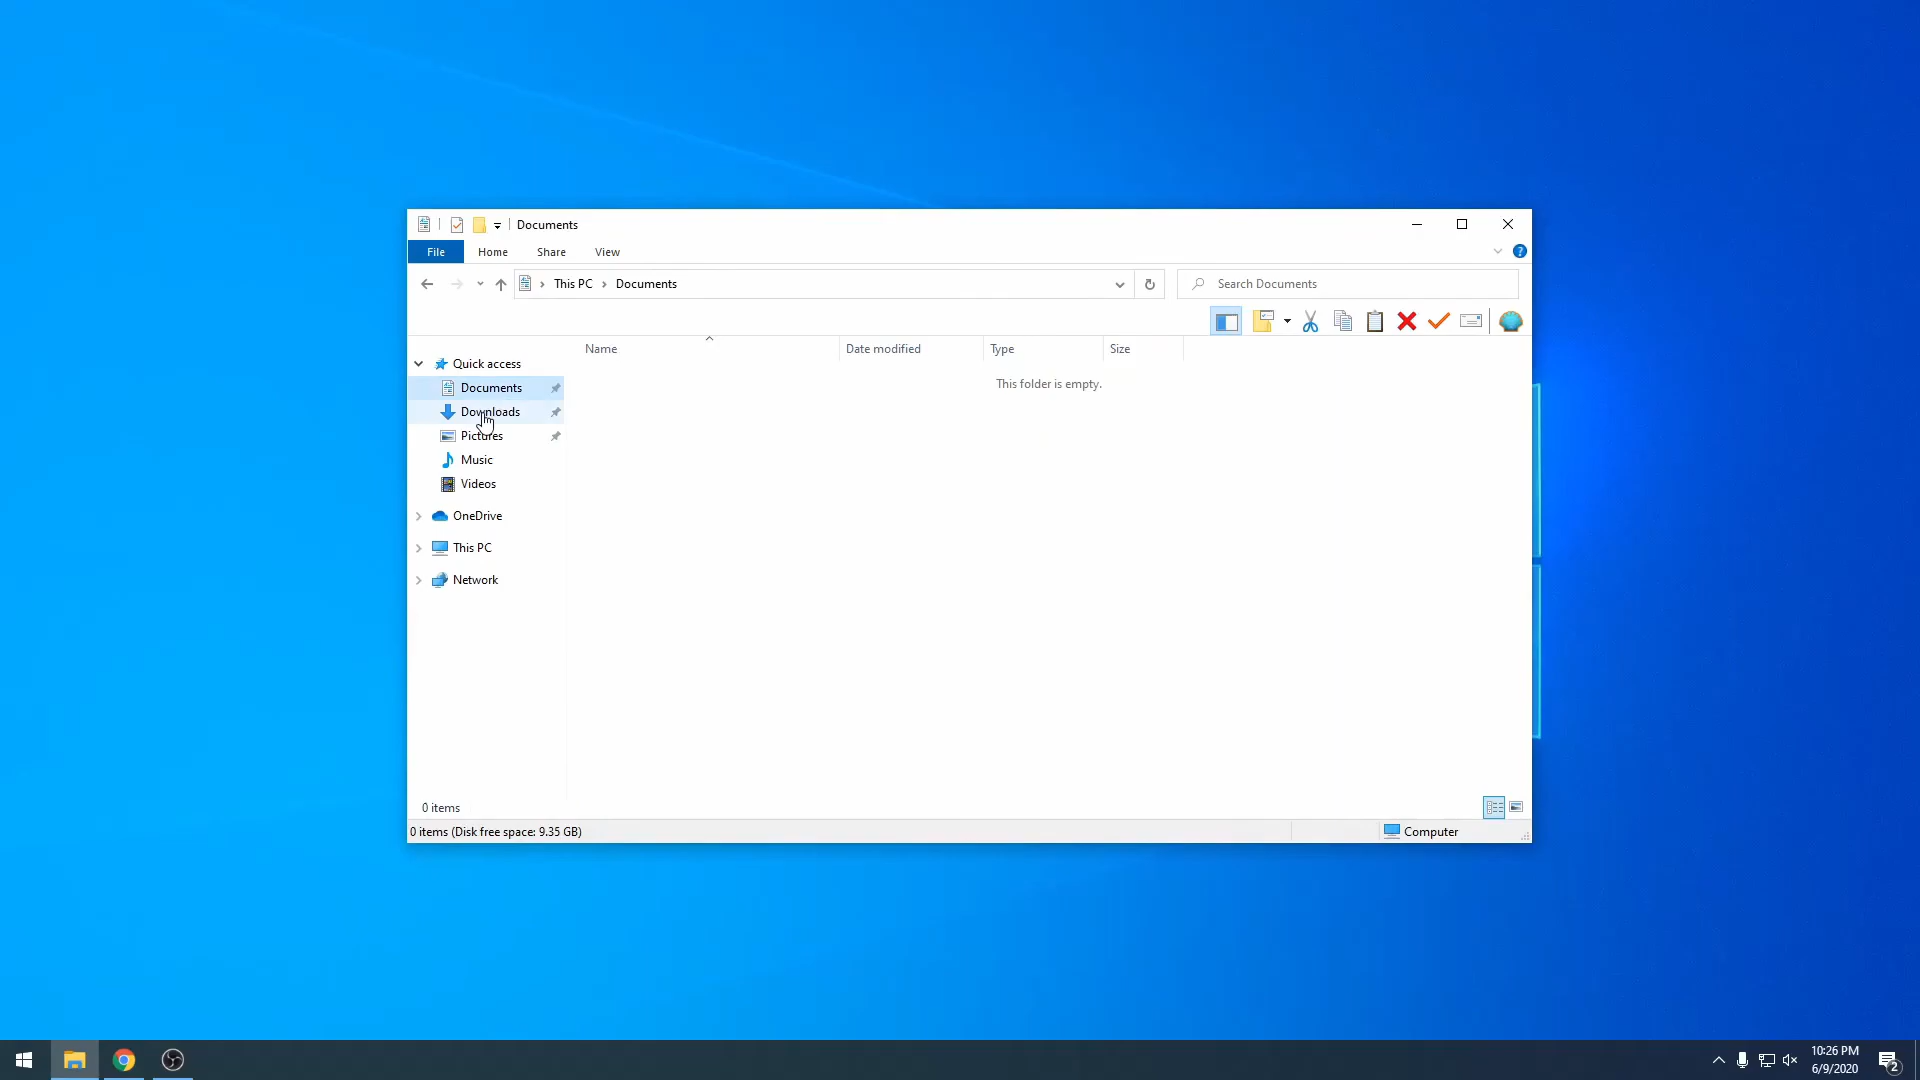 Documents
File Home Share View
This PC Documents
Search Documents
Name Date modified Type Size
This folder is empty.
Quick access
Documents
Downloads
Pictures
Music
Videos
OneDrive
This PC
Network
0 items
0 items (Disk free space: 9.35 GB)
Computer
10:26 PM
6/9/2020
2